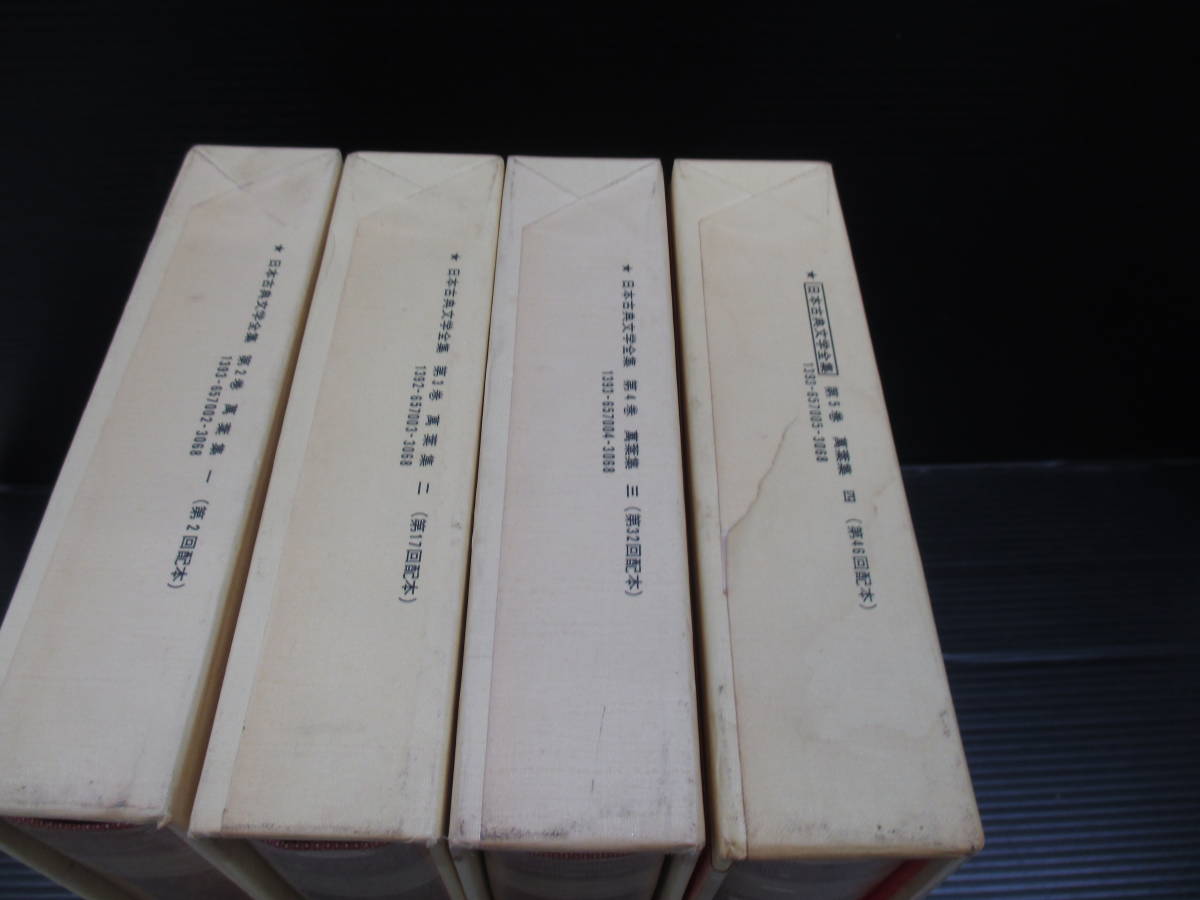 ★ 日本古典文学全集 第2巻 萬葉集 一 (第2回配本)
1393-657002-3068
★ 日本古典文学全集 第3巻 萬葉集 二 (第17回配本)
1392-657003-3068
★ 日本古典文学全集 第4巻 萬葉集 三 (第32回配本)
1393-657004-3068
★ 日本古典文学全集 第5巻 萬葉集 四 (第46回配本)
1393-657005-3068